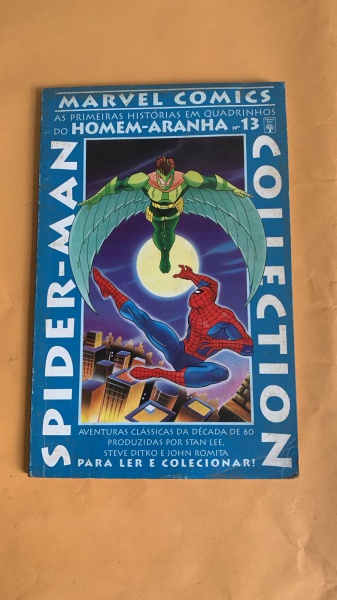 MARVEL COMICS
AS PRIMEIRAS HISTÓRIAS EM QUADRINHOS
DO HOMEM-ARANHA Nº 13
SPIDER-MAN
COLLECTION
AVENTURAS CLÁSSICAS DA DÉCADA DE 60
PRODUZIDAS POR STAN LEE,
STEVE DITKO E JOHN ROMITA
PARA LER E COLECIONAR!